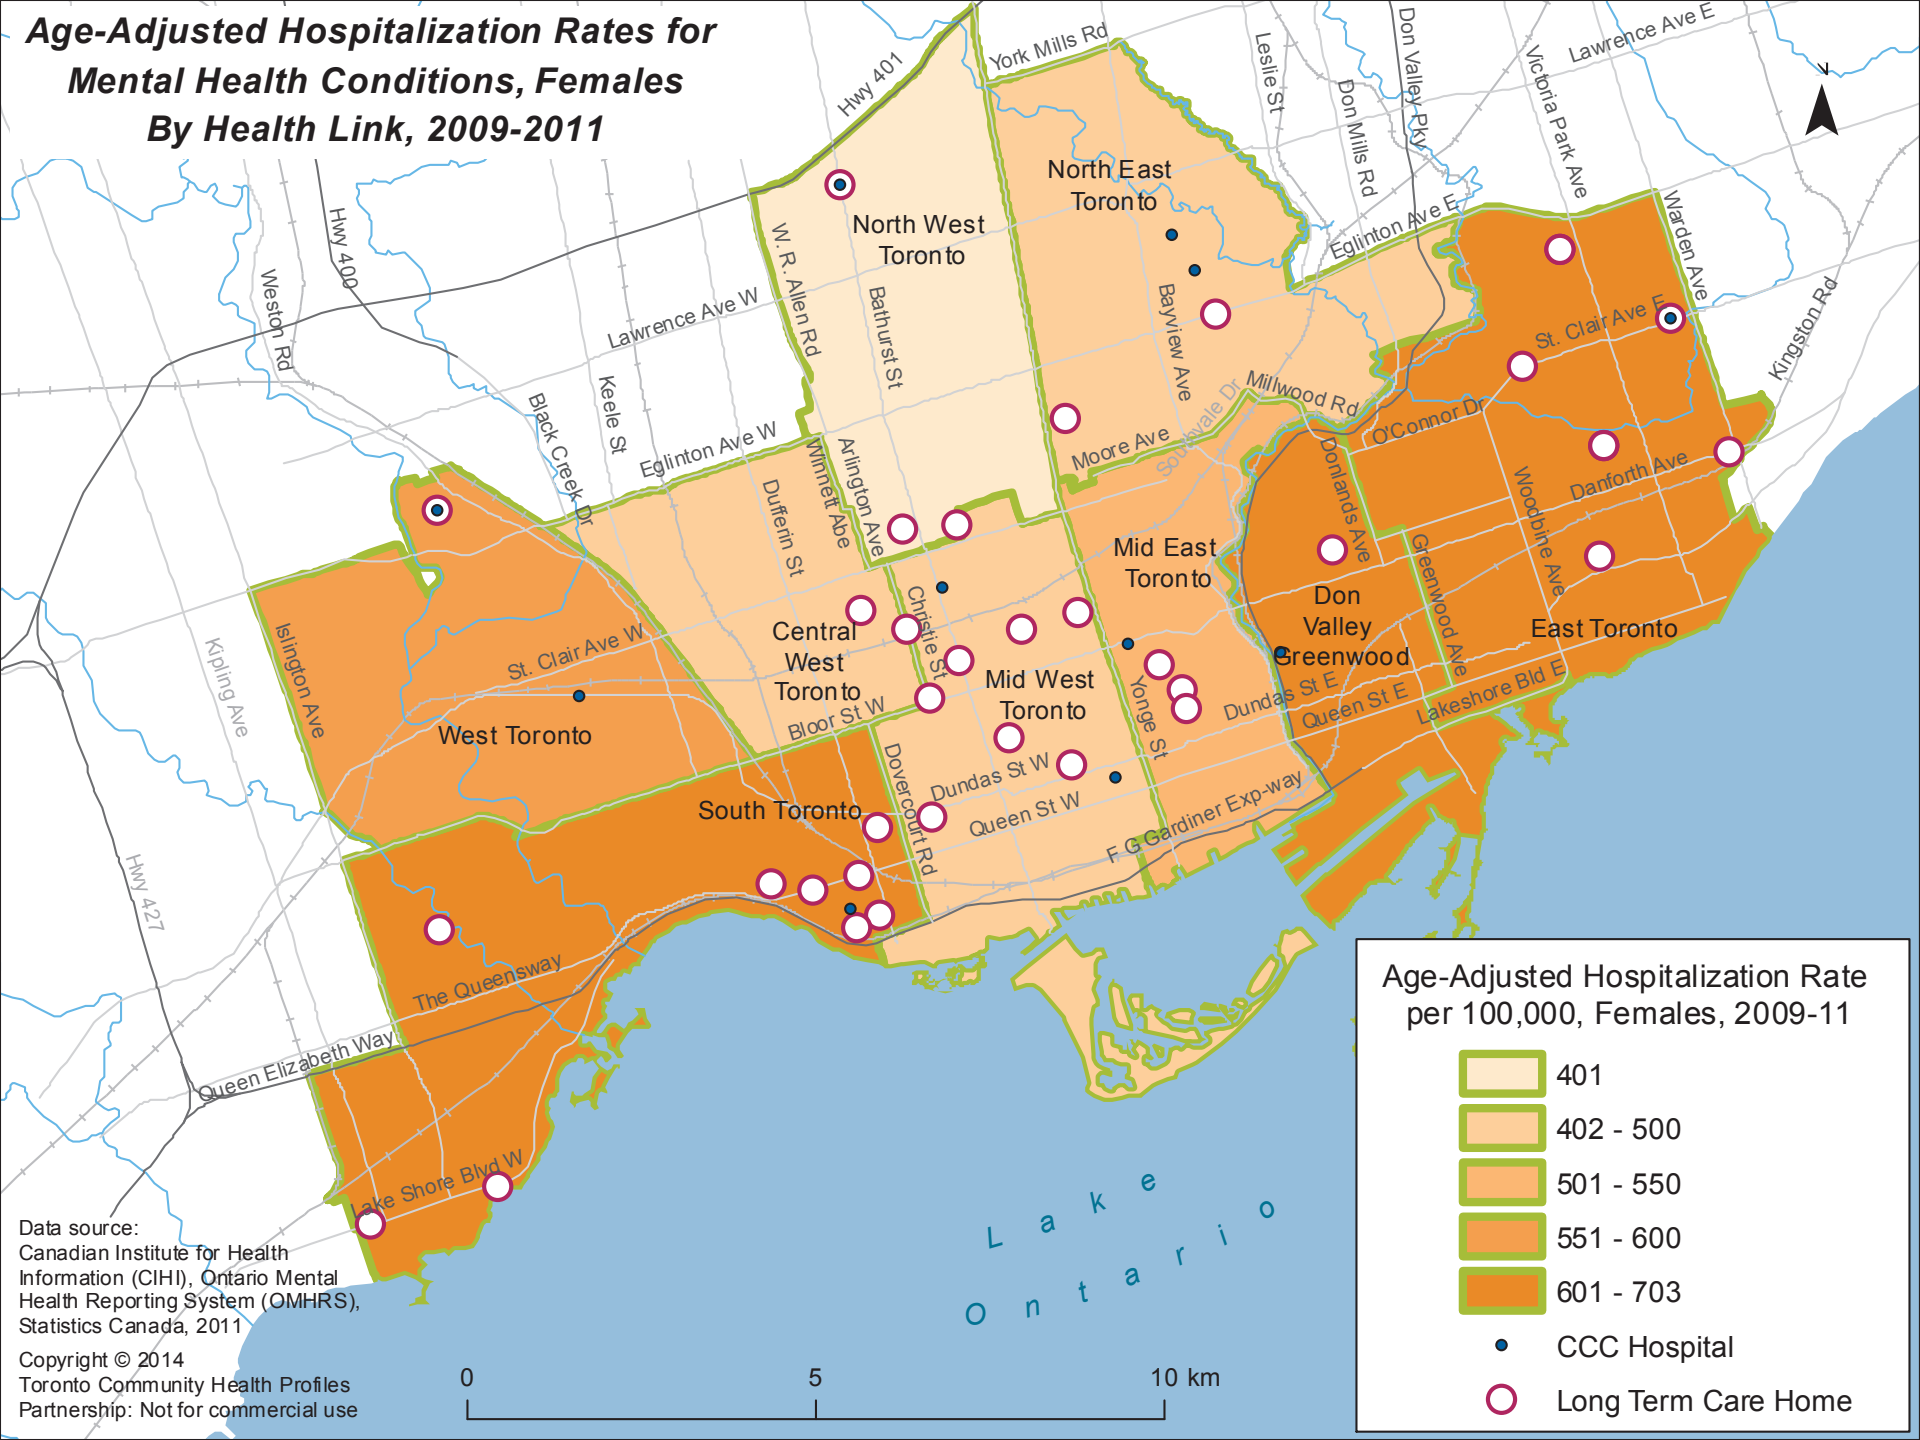 Age-Adjusted Hospitalization Rates for
Mental Health Conditions, Females
By Health Link, 2009-2011
York Mills Rd
Hwy 401
Leslie St
Don Mills Rd
Don Valley Pky
Victoria Park Ave
Lawrence Ave E
N
North East
Toronto
North West
Toronto
Hwy 400
Weston Rd
W. R. Allen Rd
Bathurst St
Bayview Ave
Eglinton Ave E
Warden Ave
Kingston Rd
St. Clair Ave E
Lawrence Ave W
Keele St
Black Creek Dr
Eglinton Ave W
Winnett Abe
Arlington Ave
Dufferin St
Moore Ave
Southvale Dr
Millwood Rd
O'Connor Dr
Donlands Ave
Danforth Ave
Woodbine Ave
Greenwood Ave
Mid East
Toronto
Don
Valley
Greenwood
East Toronto
Kipling Ave
Islington Ave
St. Clair Ave W
West Toronto
Central
West
Toronto
Christie St
Mid West
Toronto
Bloor St W
Yonge St
Dundas St E
Queen St E
Lakeshore Bld E
South Toronto
Dovercourt Rd
Dundas St W
Queen St W
F G Gardiner Exp-way
Hwy 427
The Queensway
Queen Elizabeth Way
Lake Shore Blvd W
Lake
Ontario
Age-Adjusted Hospitalization Rate
per 100,000, Females, 2009-11
401
402 - 500
501 - 550
551 - 600
601 - 703
CCC Hospital
Long Term Care Home
Data source:
Canadian Institute for Health
Information (CIHI), Ontario Mental
Health Reporting System (OMHRS),
Statistics Canada, 2011
Copyright © 2014
Toronto Community Health Profiles
Partnership: Not for commercial use
0 5 10 km